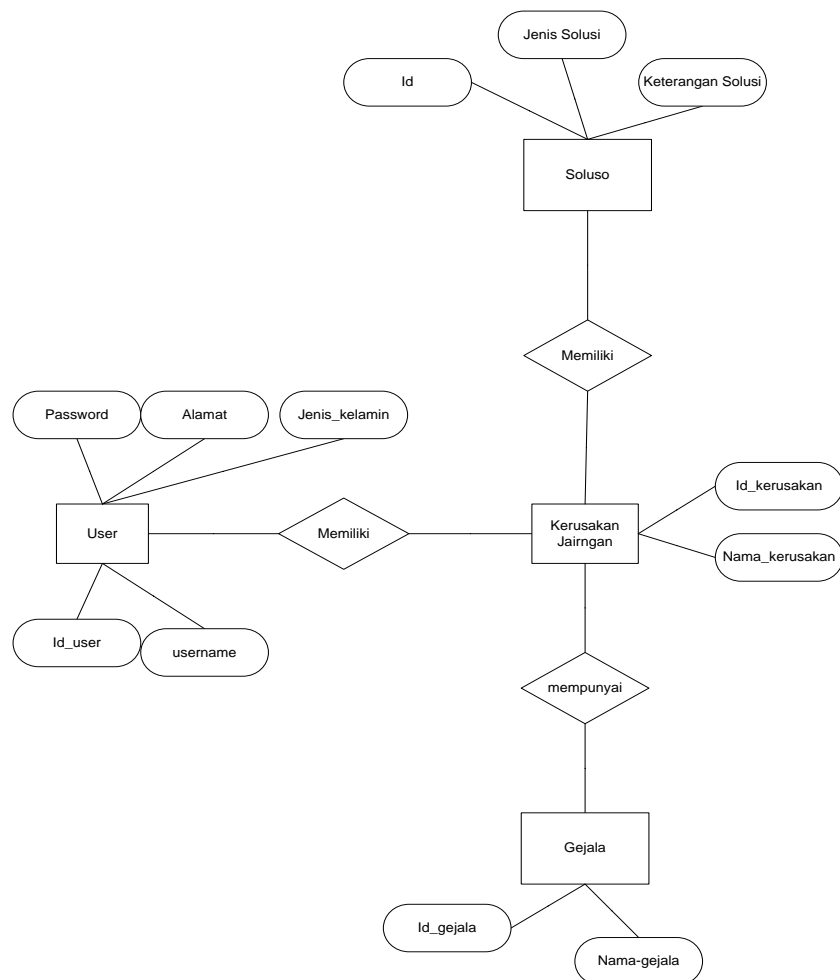 Jenis Solusi
Id
Keterangan Solusi
Soluso
Memiliki
Password
Alamat
Jenis_kelamin
Id_kerusakan
User
Memiliki
Kerusakan
Jairngan
Nama_kerusakan
Id_user
username
mempunyai
Gejala
Id_gejala
Nama-gejala